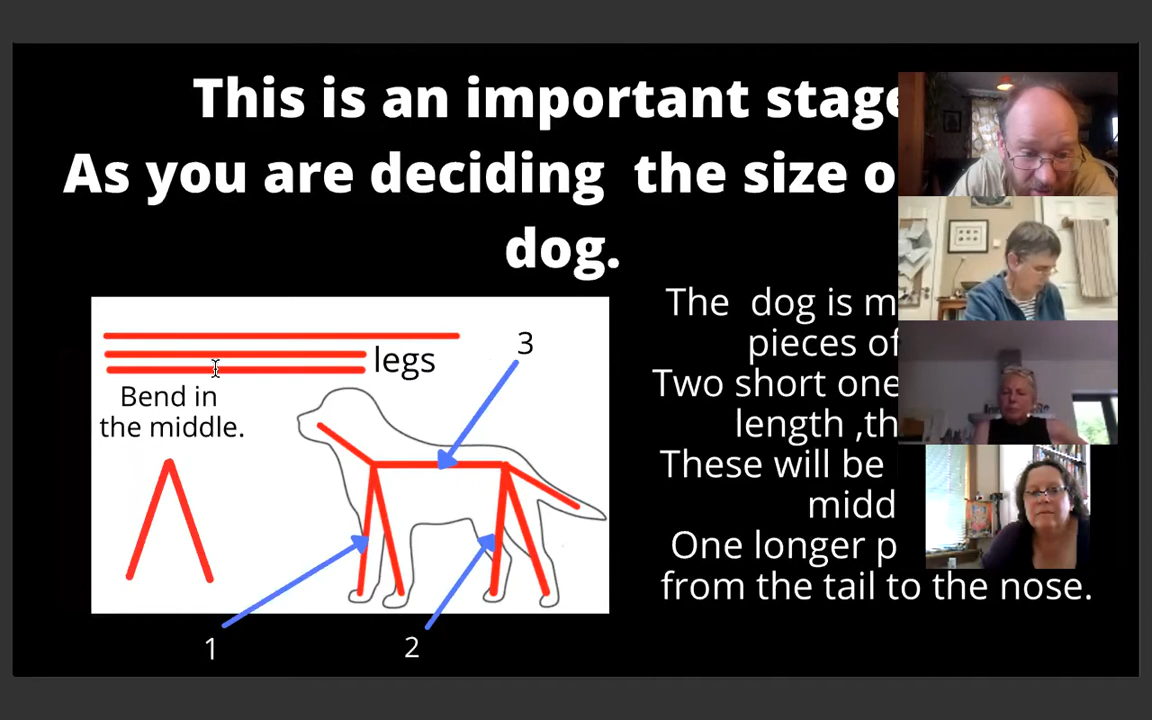 This is an important stage
As you are deciding the size o
dog.
The dog is m
pieces of
Two short one
length ,th
These will be
midd
One longer p
from the tail to the nose.
legs
Bend in
the middle.
3
1
2